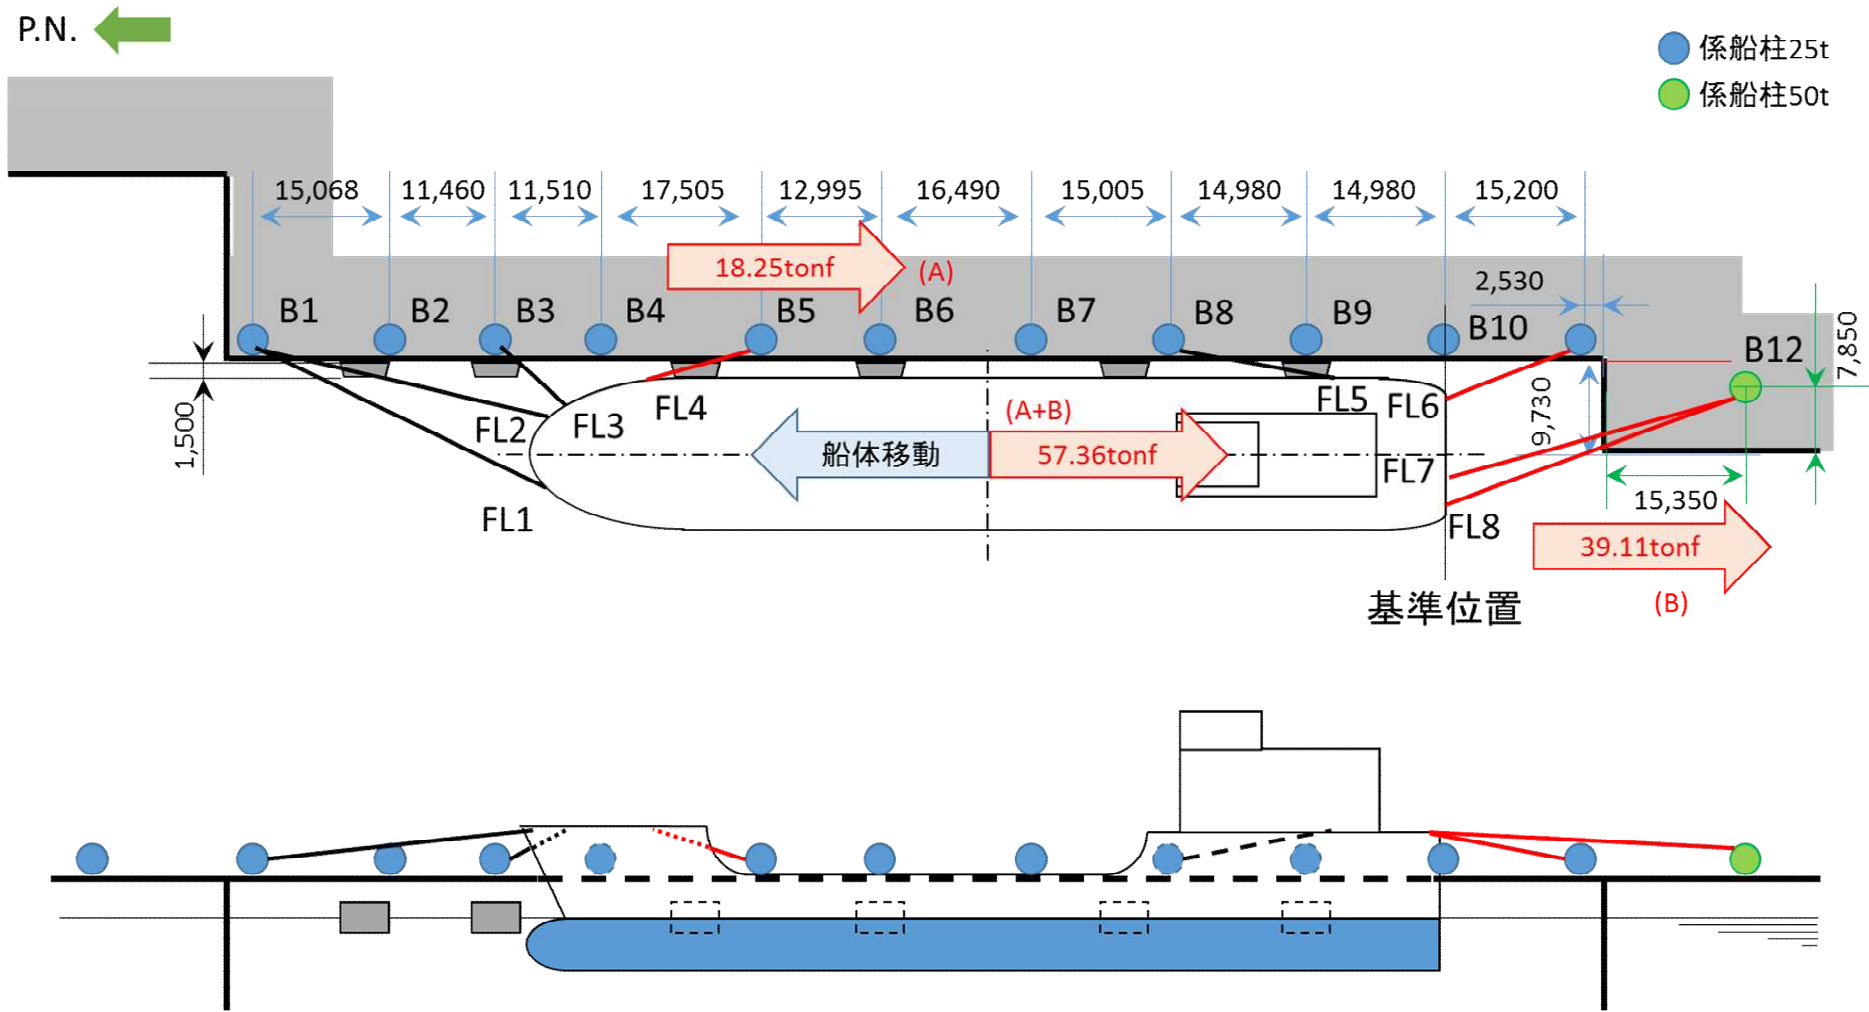 P.N.
係船柱25t
係船柱50t
15,068
11,460
11,510
17,505
12,995
16,490
15,005
14,980
14,980
15,200
18.25tonf
(A)
2,530
B1
B2
B3
B4
B5
B6
B7
B8
B9
B10
B12
7,850
1,500
FL2
FL3
FL4
(A+B)
FL5
FL6
9,730
船体移動
57.36tonf
FL7
FL1
FL8
15,350
39.11tonf
(B)
基準位置